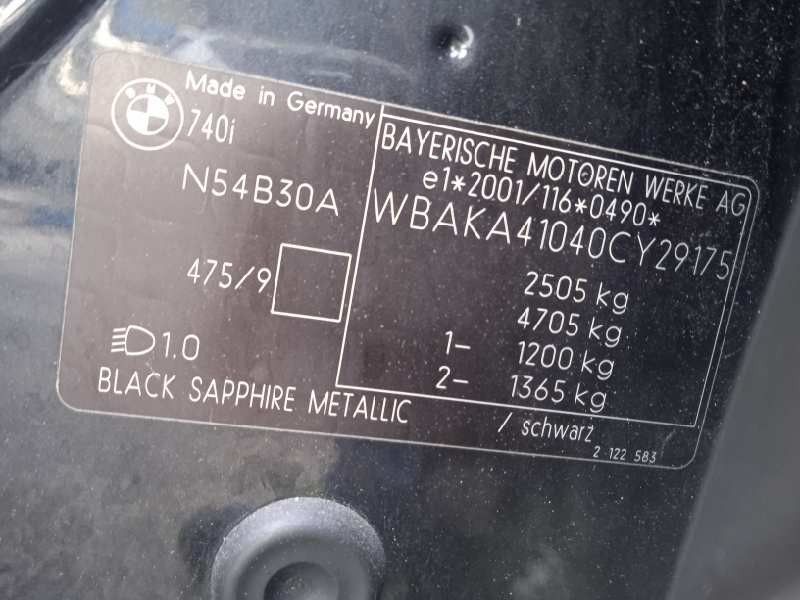 BMW
Made in Germany
740i
N54B30A
475/9
1.0
BLACK SAPPHIRE METALLIC
BAYERISCHE MOTOREN WERKE AG
e1*2001/116*0490*
WBAKA41040CY29175
2505 kg
4705 kg
1- 1200 kg
2- 1365 kg
/ schwarz
2 122 583